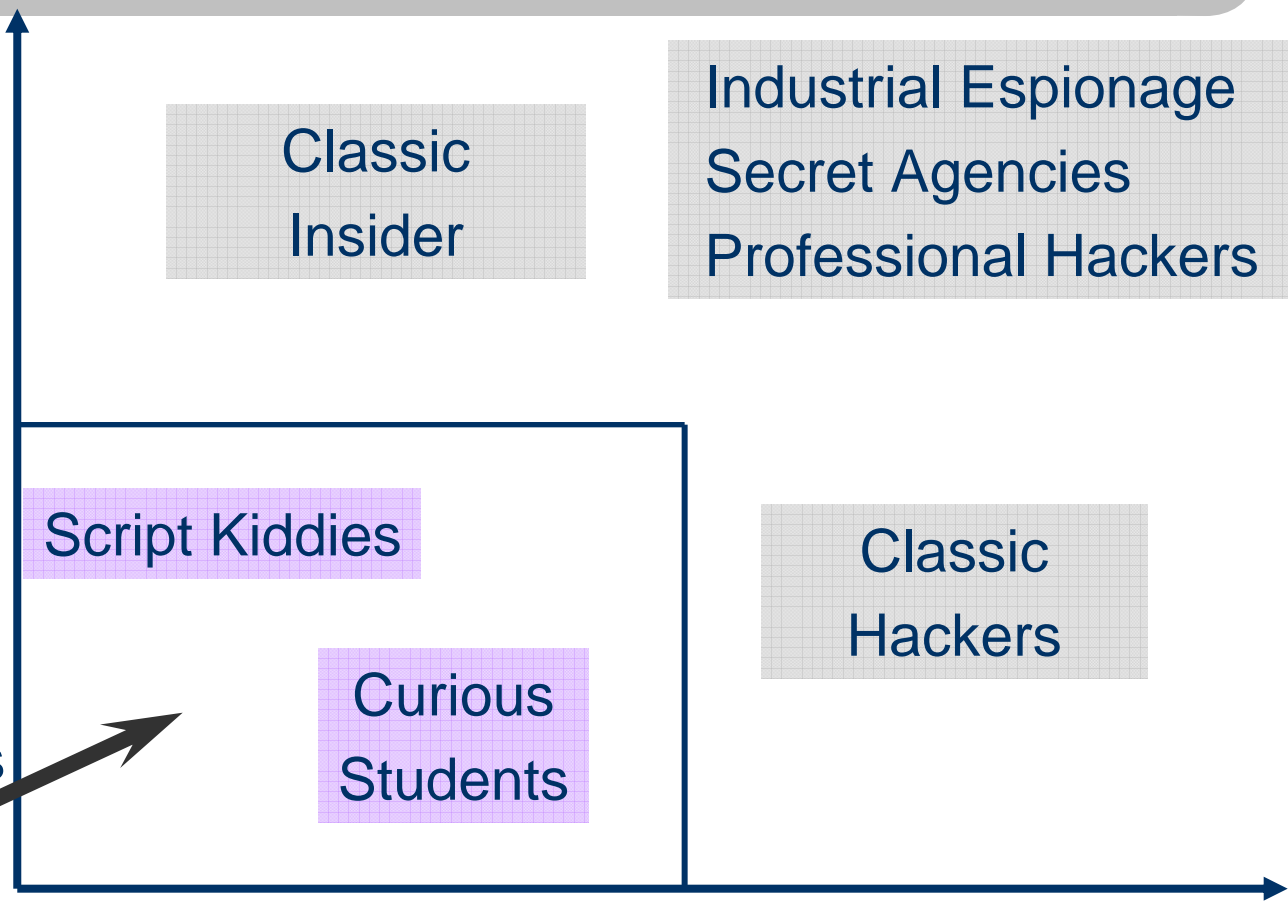 Classic
Insider
Industrial Espionage
Secret Agencies
Professional Hackers
Script Kiddies
Classic
Hackers
Curious
Students